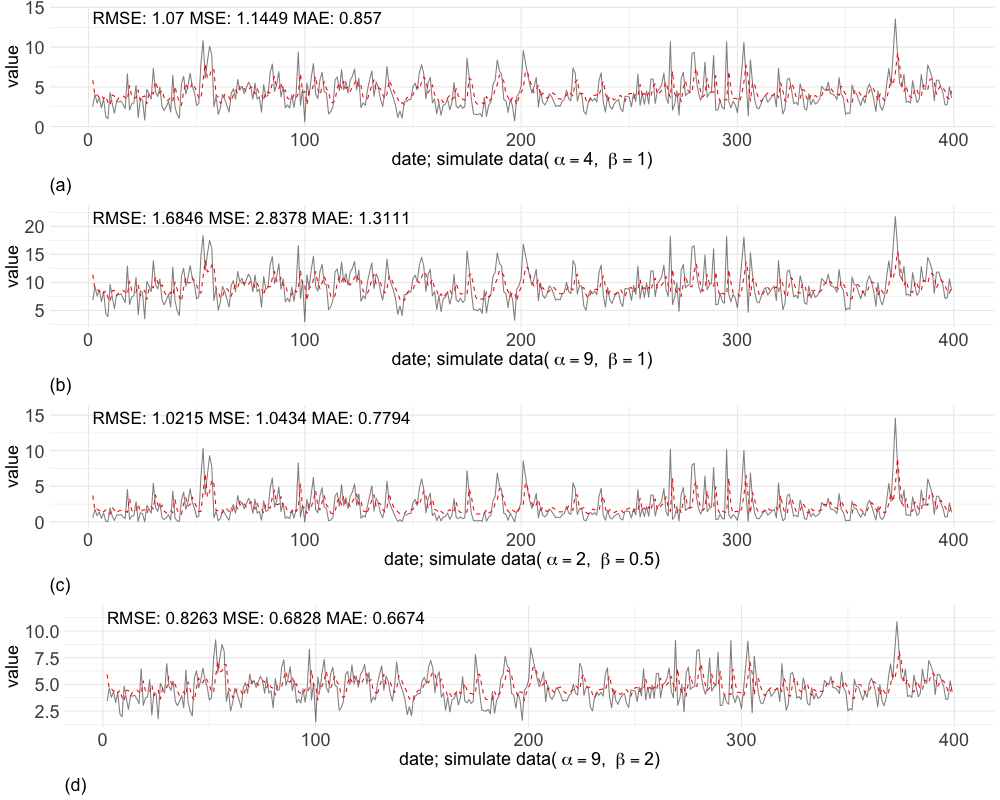 RMSE: 1.07 MSE: 1.1449 MAE: 0.857
value
15
10
5
0
0 100 200 300 400
date; simulate data( α = 4, β = 1)
(a)
RMSE: 1.6846 MSE: 2.8378 MAE: 1.3111
value
20
15
10
5
0 100 200 300 400
date; simulate data( α = 9, β = 1)
(b)
RMSE: 1.0215 MSE: 1.0434 MAE: 0.7794
value
15
10
5
0
0 100 200 300 400
date; simulate data( α = 2, β = 0.5)
(c)
RMSE: 0.8263 MSE: 0.6828 MAE: 0.6674
value
10.0
7.5
5.0
2.5
0 100 200 300 400
date; simulate data( α = 9, β = 2)
(d)